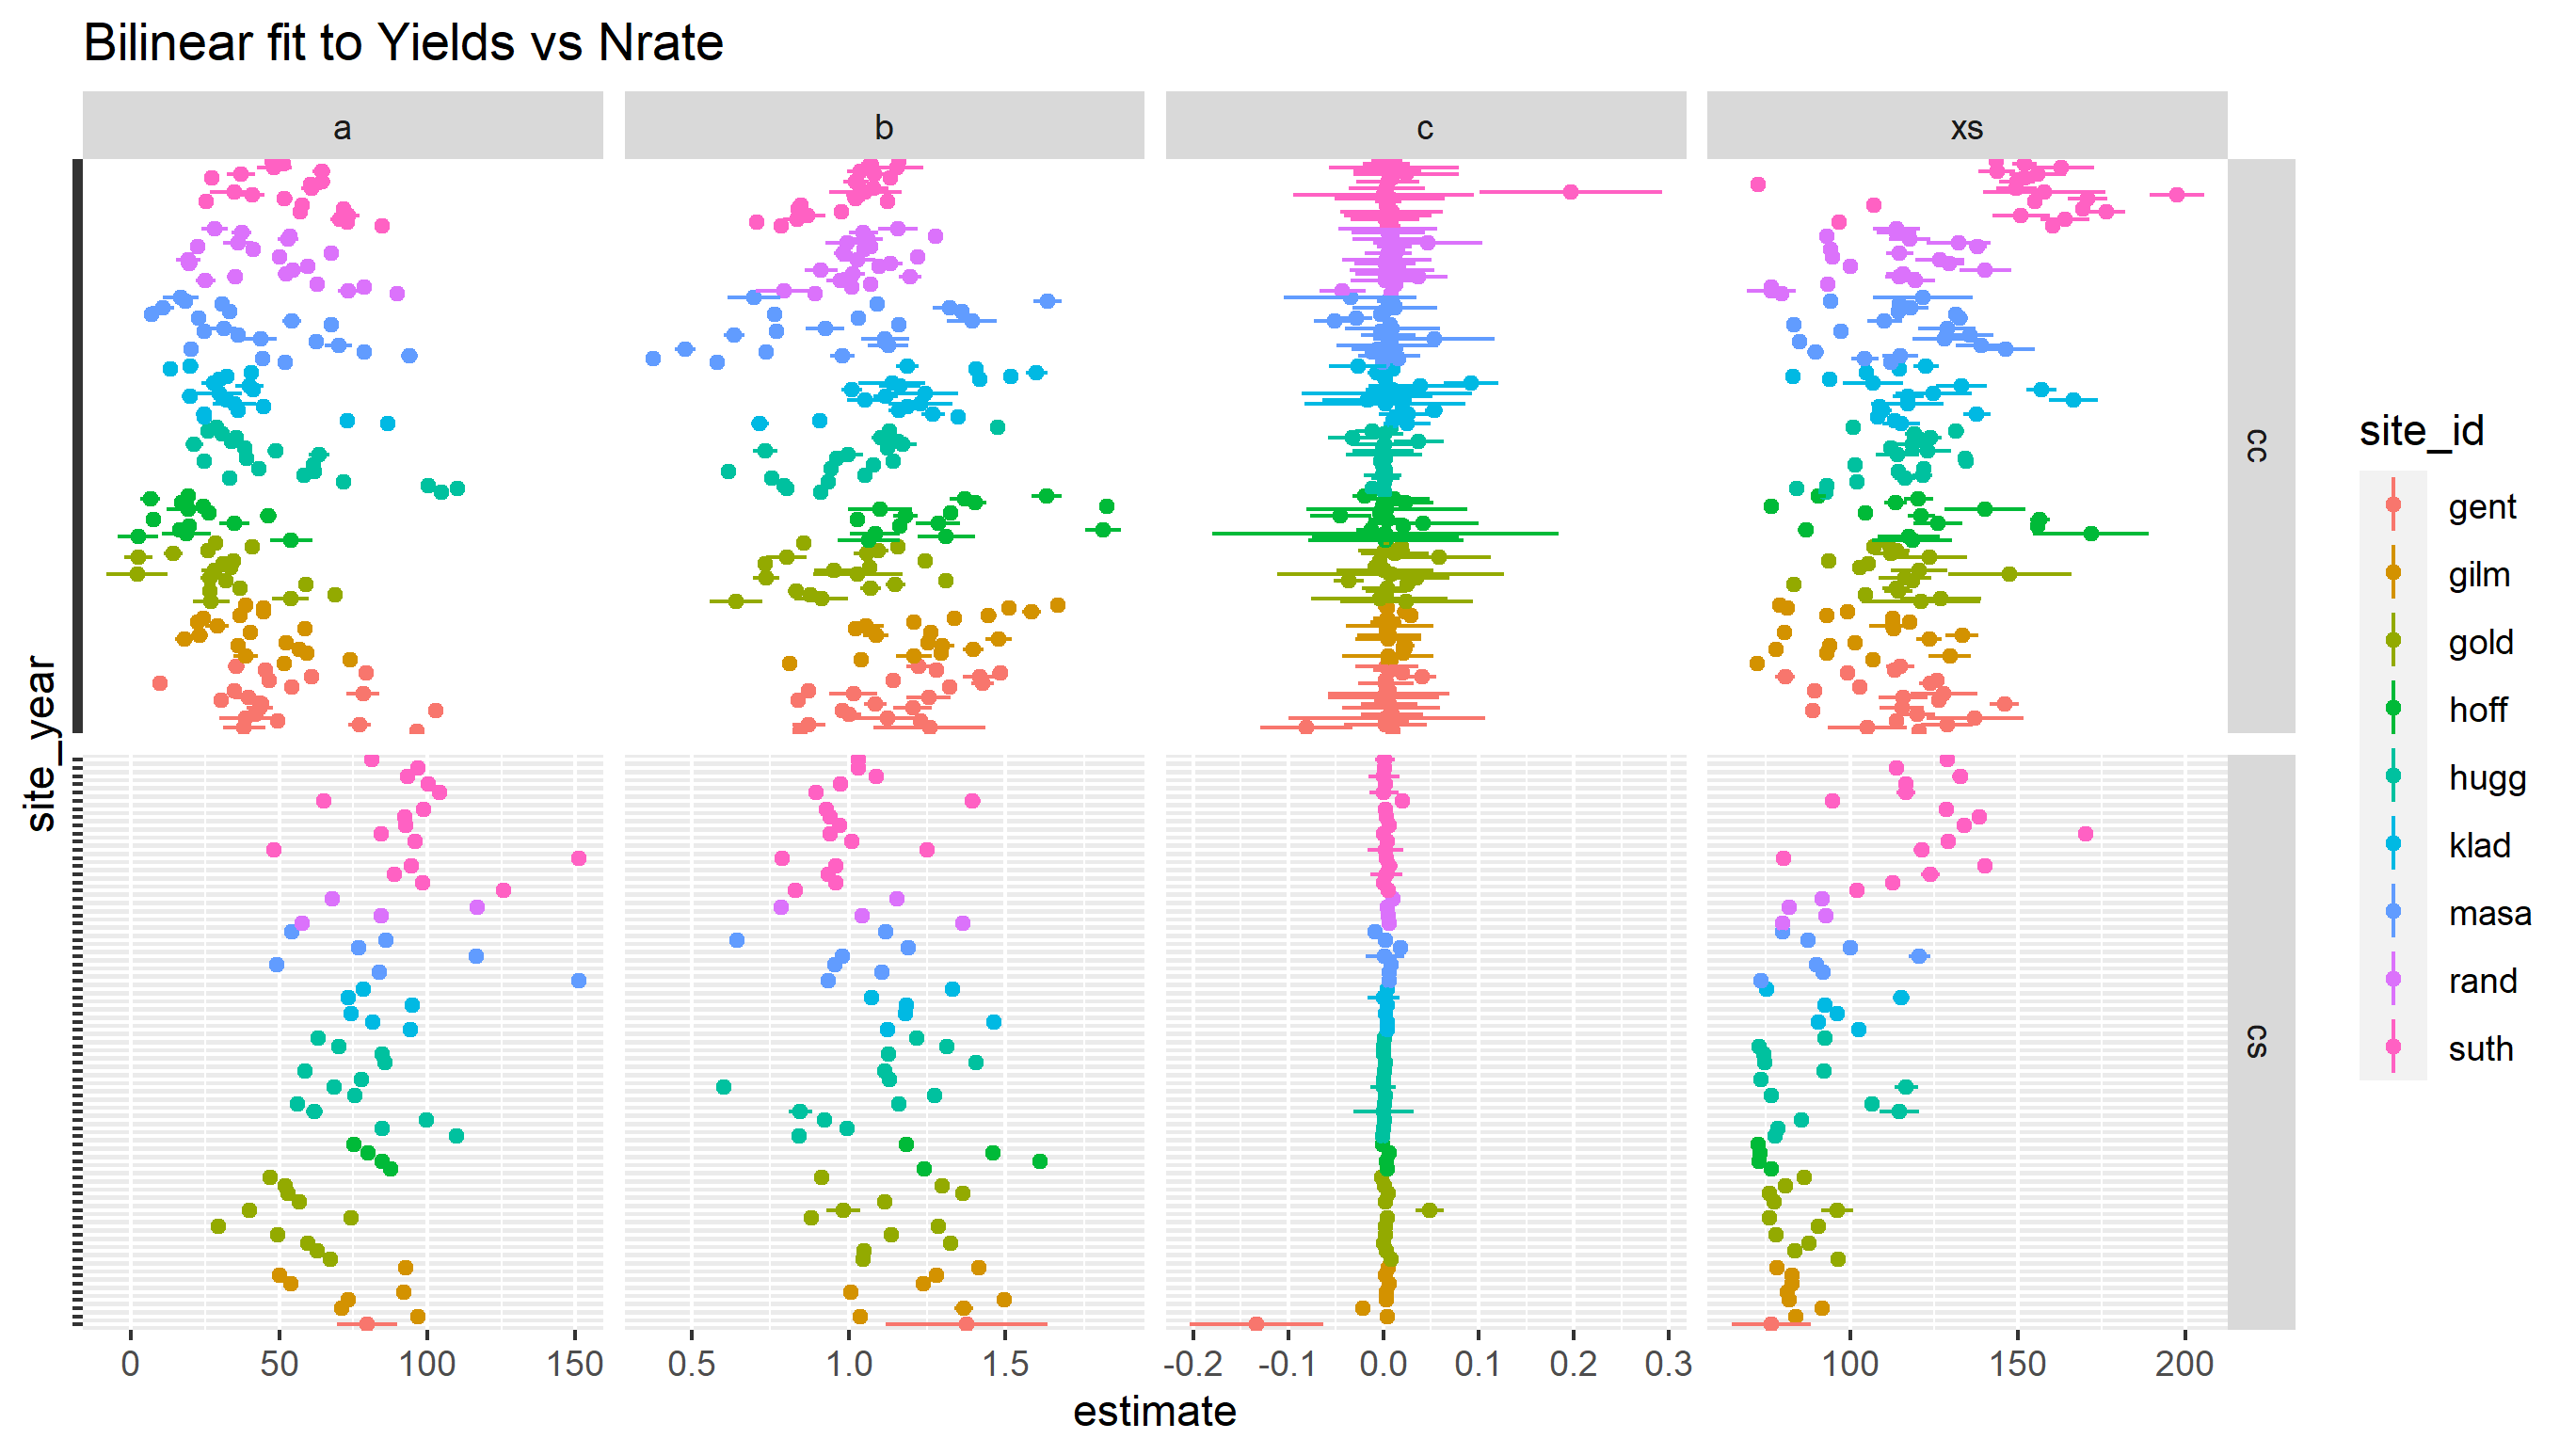 Bilinear fit to Yields vs Nrate
a
b
c
xs
cc
cs
site_year
0
50
100
150
0.5
1.0
1.5
-0.2
-0.1
0.0
0.1
0.2
0.3
100
150
200
estimate
site_id
gent
gilm
gold
hoff
hugg
klad
masa
rand
suth